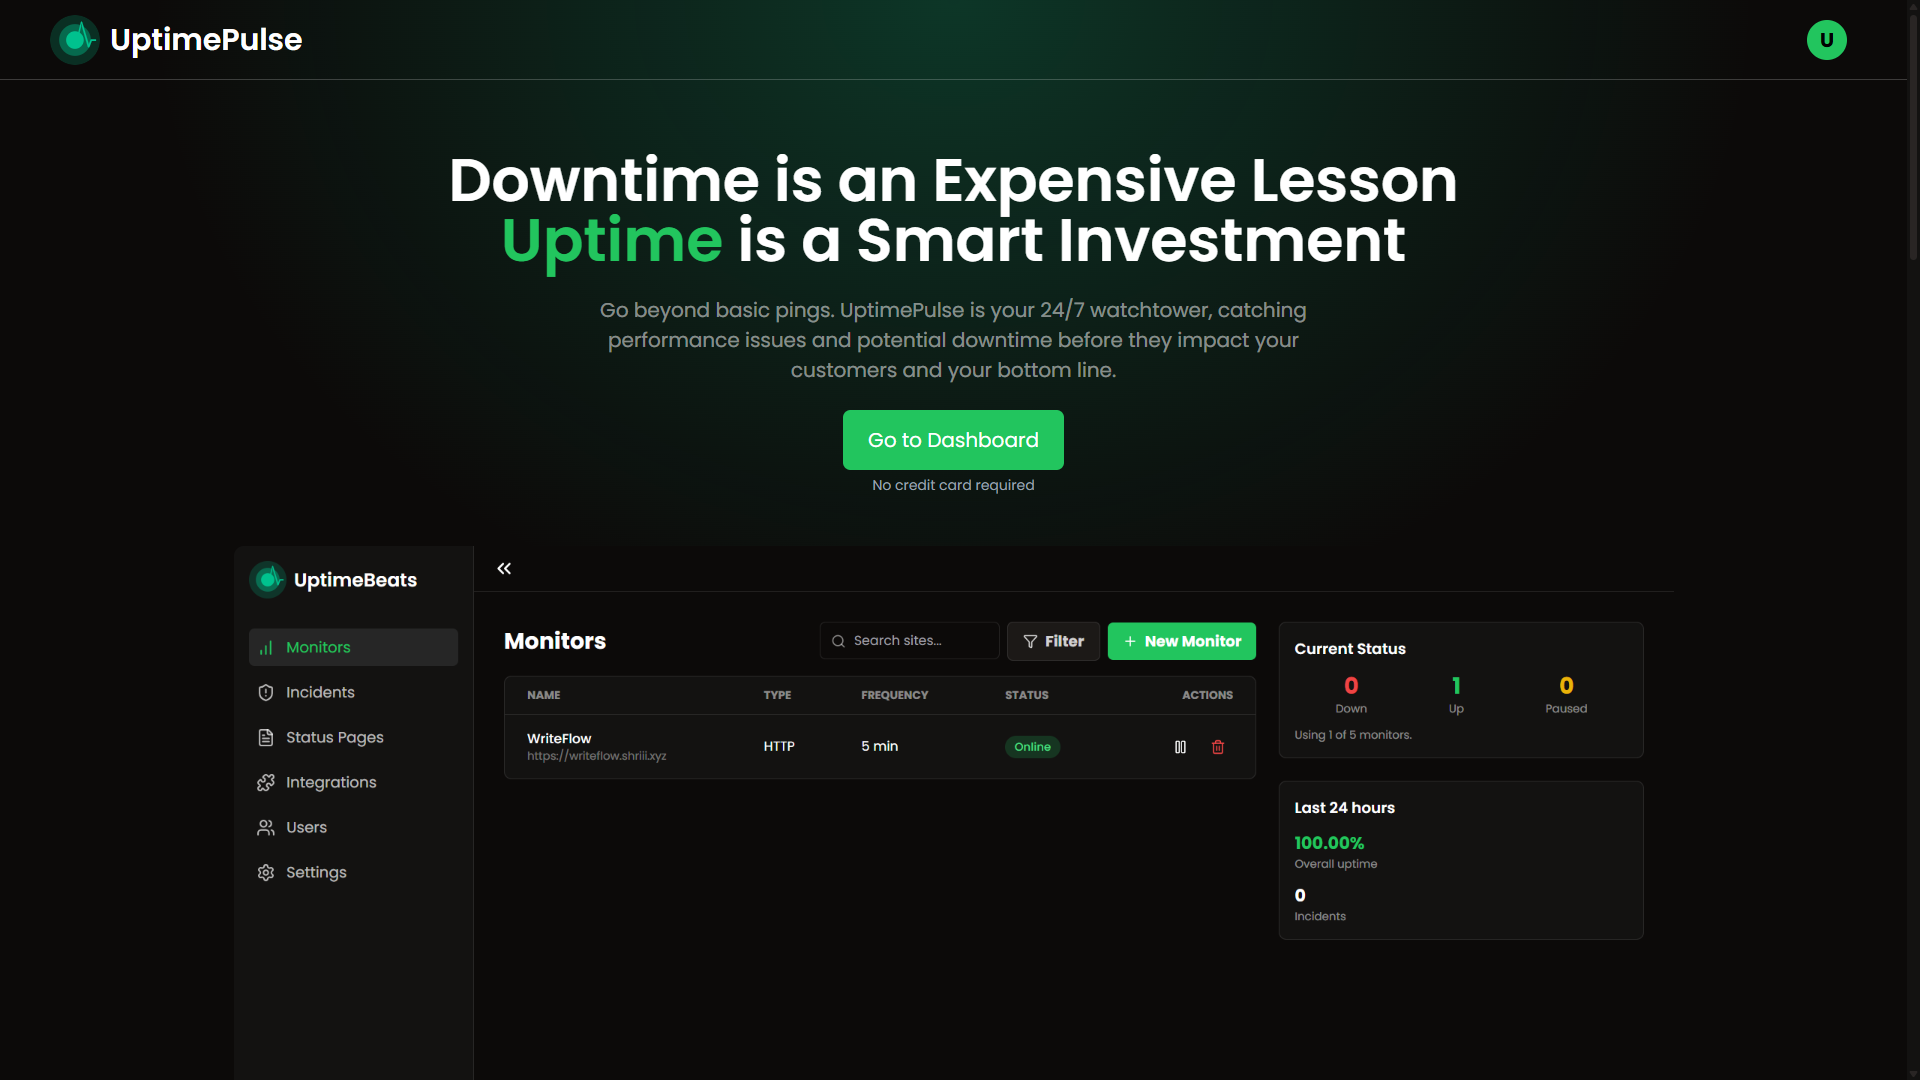 UptimePulse
U
Downtime is an Expensive Lesson
Uptime is a Smart Investment
Go beyond basic pings. UptimePulse is your 24/7 watchtower, catching
performance issues and potential downtime before they impact your
customers and your bottom line.
Go to Dashboard
No credit card required
UptimeBeats
Monitors
Incidents
Status Pages
Integrations
Users
Settings
Monitors
Search sites...
Filter
+ New Monitor
NAME TYPE FREQUENCY STATUS ACTIONS
WriteFlow HTTP 5 min Online
https://writeflow.shriii.xyz
Current Status
0 1 0
Down Up Paused
Using 1 of 5 monitors.
Last 24 hours
100.00%
Overall uptime
0
Incidents